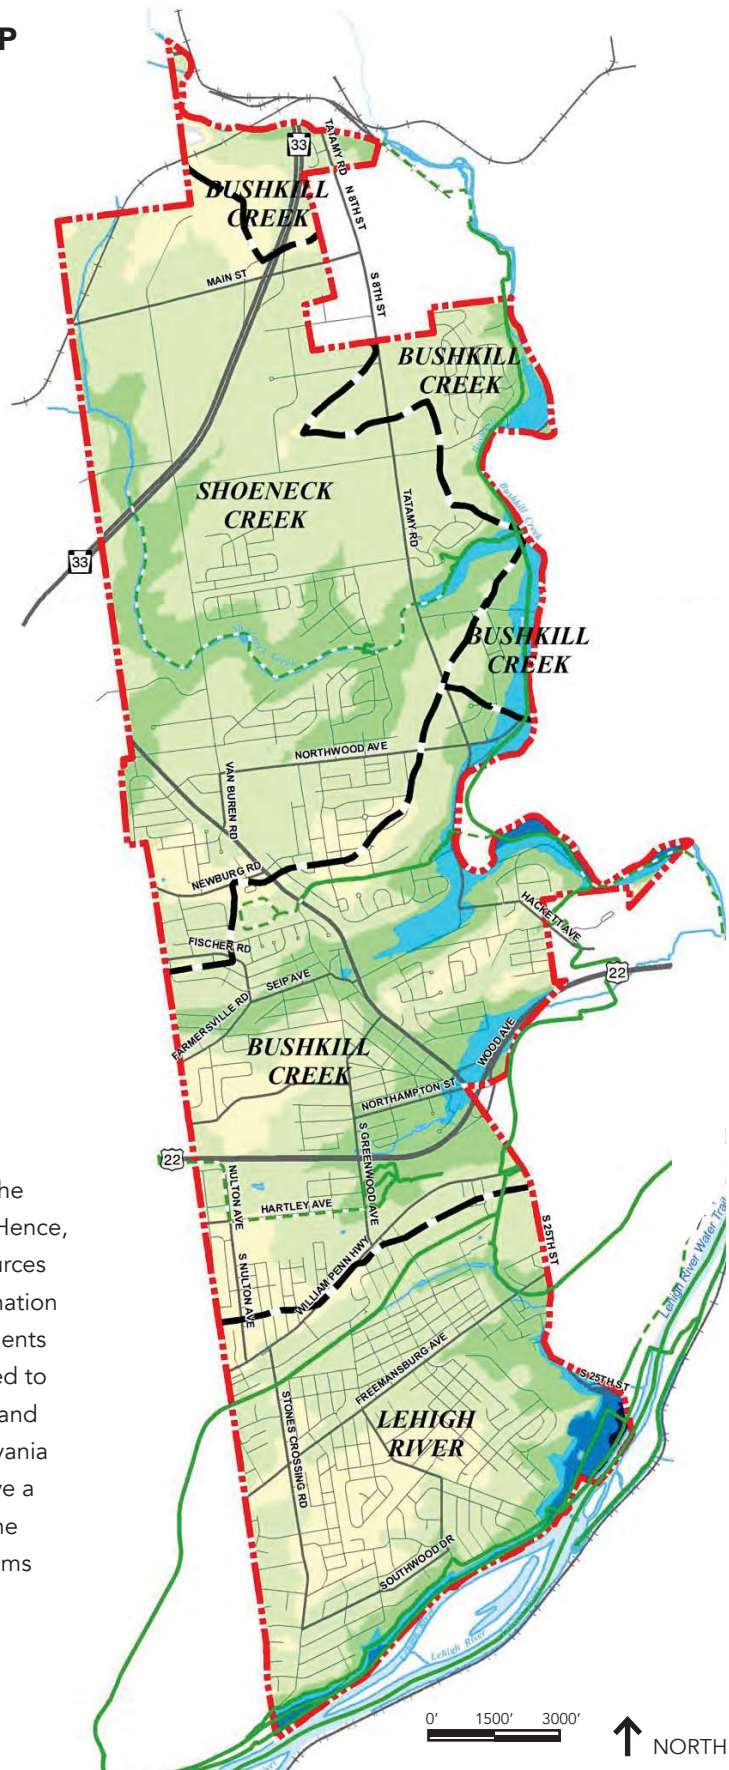 P
33
TATAMY RD
N 8TH ST
BUSHKILL
CREEK
MAIN ST
S 8TH ST
BUSHKILL
CREEK
SHOENECK
CREEK
TATAMY RD
Bushkill Creek
33
BUSHKILL
CREEK
NORTHWOOD AVE
VAN BUREN RD
NEWBURG RD
HACKETT AVE
FISCHER RD
SEIP AVE
22
FARMERSVILLE RD
WOOD AVE
BUSHKILL
CREEK
NORTHAMPTON ST
S GREENWOOD AVE
22
NULTON AVE
HARTLEY AVE
S 25TH ST
S NULTON AVE
WILLIAM PENN HWY
Lehigh River Water Trail
he
Hence,
urces
nation
ents
ed to
and
vania
ve a
ne
ms
FREEMANSBURG AVE
S 25TH ST
STONES CROSSING RD
LEHIGH
RIVER
SOUTHWOOD DR
Lehigh River
Lehigh River
0' 1500' 3000'
NORTH